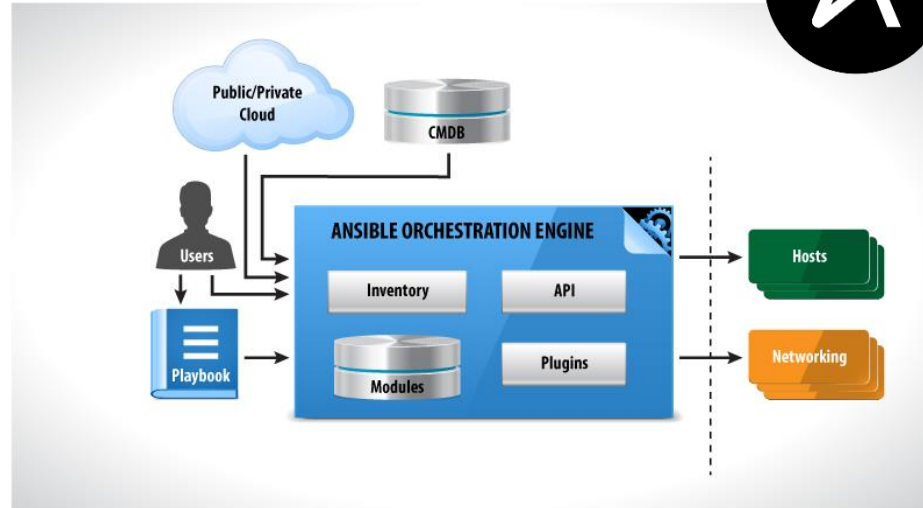 Public/Private
Cloud
CMDB
Users
ANSIBLE ORCHESTRATION ENGINE
Inventory
API
Hosts
Playbook
Modules
Plugins
Networking